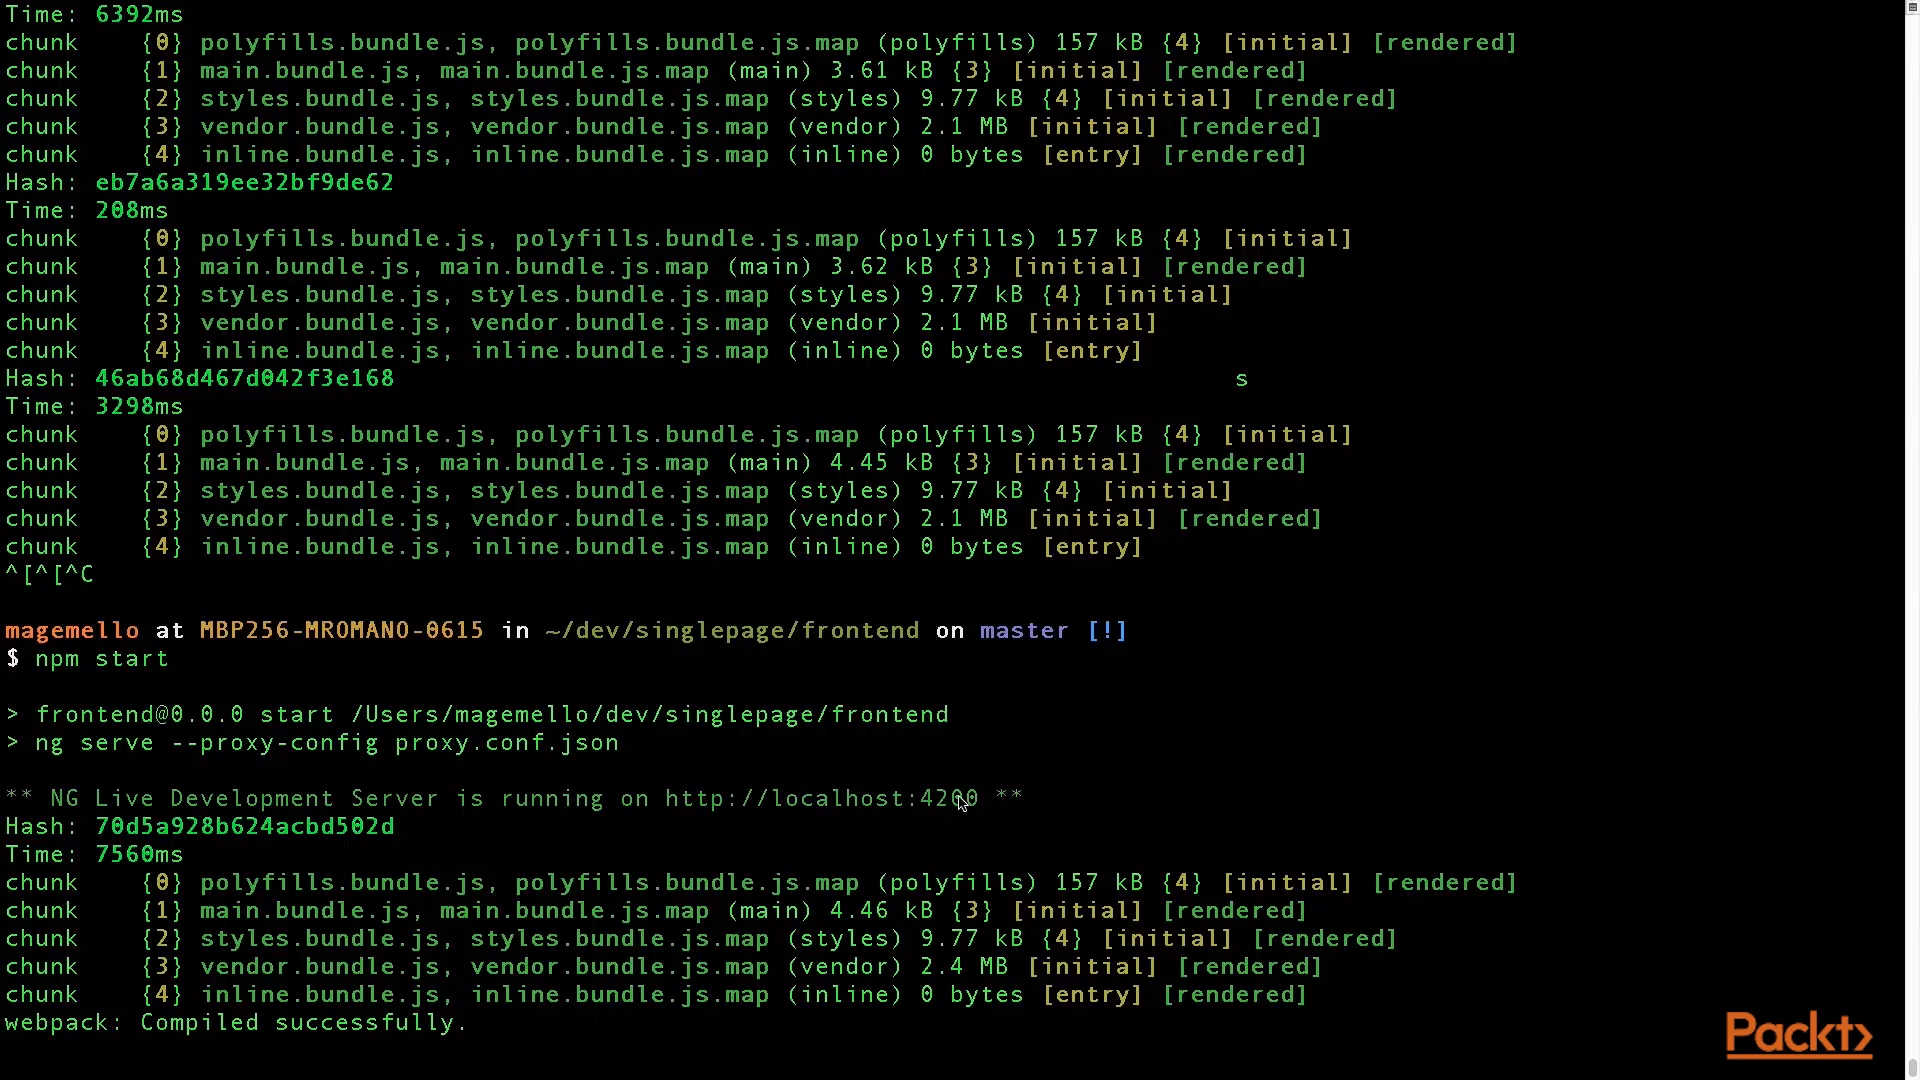 Time: 6392ms
chunk    {0} polyfills.bundle.js, polyfills.bundle.js.map (polyfills) 157 kB {4} [initial] [rendered]
chunk    {1} main.bundle.js, main.bundle.js.map (main) 3.61 kB {3} [initial] [rendered]
chunk    {2} styles.bundle.js, styles.bundle.js.map (styles) 9.77 kB {4} [initial] [rendered]
chunk    {3} vendor.bundle.js, vendor.bundle.js.map (vendor) 2.1 MB [initial] [rendered]
chunk    {4} inline.bundle.js, inline.bundle.js.map (inline) 0 bytes [entry] [rendered]
Hash: eb7a6a319ee32bf9de62
Time: 208ms
chunk    {0} polyfills.bundle.js, polyfills.bundle.js.map (polyfills) 157 kB {4} [initial]
chunk    {1} main.bundle.js, main.bundle.js.map (main) 3.62 kB {3} [initial] [rendered]
chunk    {2} styles.bundle.js, styles.bundle.js.map (styles) 9.77 kB {4} [initial]
chunk    {3} vendor.bundle.js, vendor.bundle.js.map (vendor) 2.1 MB [initial]
chunk    {4} inline.bundle.js, inline.bundle.js.map (inline) 0 bytes [entry]
Hash: 46ab68d467d042f3e168 s
Time: 3298ms
chunk    {0} polyfills.bundle.js, polyfills.bundle.js.map (polyfills) 157 kB {4} [initial]
chunk    {1} main.bundle.js, main.bundle.js.map (main) 4.45 kB {3} [initial] [rendered]
chunk    {2} styles.bundle.js, styles.bundle.js.map (styles) 9.77 kB {4} [initial]
chunk    {3} vendor.bundle.js, vendor.bundle.js.map (vendor) 2.1 MB [initial] [rendered]
chunk    {4} inline.bundle.js, inline.bundle.js.map (inline) 0 bytes [entry]
^[^[^C
magemello at MBP256-MROMANO-0615 in ~/dev/singlepage/frontend on master [!]
$ npm start
> frontend@0.0.0 start /Users/magemello/dev/singlepage/frontend
> ng serve --proxy-config proxy.conf.json
** NG Live Development Server is running on http://localhost:4200 **
Hash: 70d5a928b624acbd502d
Time: 7560ms
chunk    {0} polyfills.bundle.js, polyfills.bundle.js.map (polyfills) 157 kB {4} [initial] [rendered]
chunk    {1} main.bundle.js, main.bundle.js.map (main) 4.46 kB {3} [initial] [rendered]
chunk    {2} styles.bundle.js, styles.bundle.js.map (styles) 9.77 kB {4} [initial] [rendered]
chunk    {3} vendor.bundle.js, vendor.bundle.js.map (vendor) 2.4 MB [initial] [rendered]
chunk    {4} inline.bundle.js, inline.bundle.js.map (inline) 0 bytes [entry] [rendered]
webpack: Compiled successfully.
Packt>